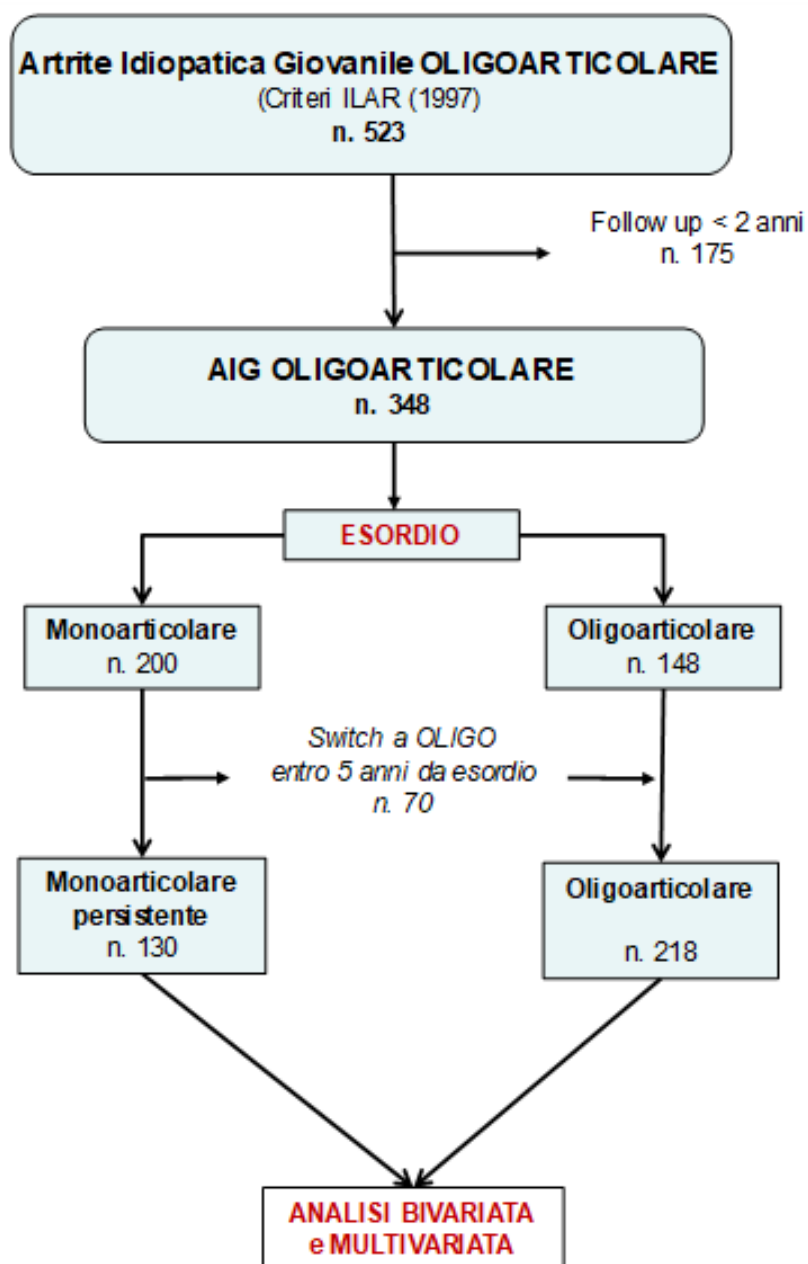 Artrite Idiopatica Giovanile OLIGOARTICOLARE
(Criteri ILAR (1997)
n. 523
Follow up < 2 anni
n. 175
AIG OLIGOARTICOLARE
n. 348
ESORDIO
Monoarticolare
n. 200
Oligoarticolare
n. 148
Switch a OLIGO
entro 5 anni da esordio
n. 70
Monoarticolare
persistente
n. 130
Oligoarticolare
n. 218
ANALISI BIVARIATA
e MULTIVARIATA